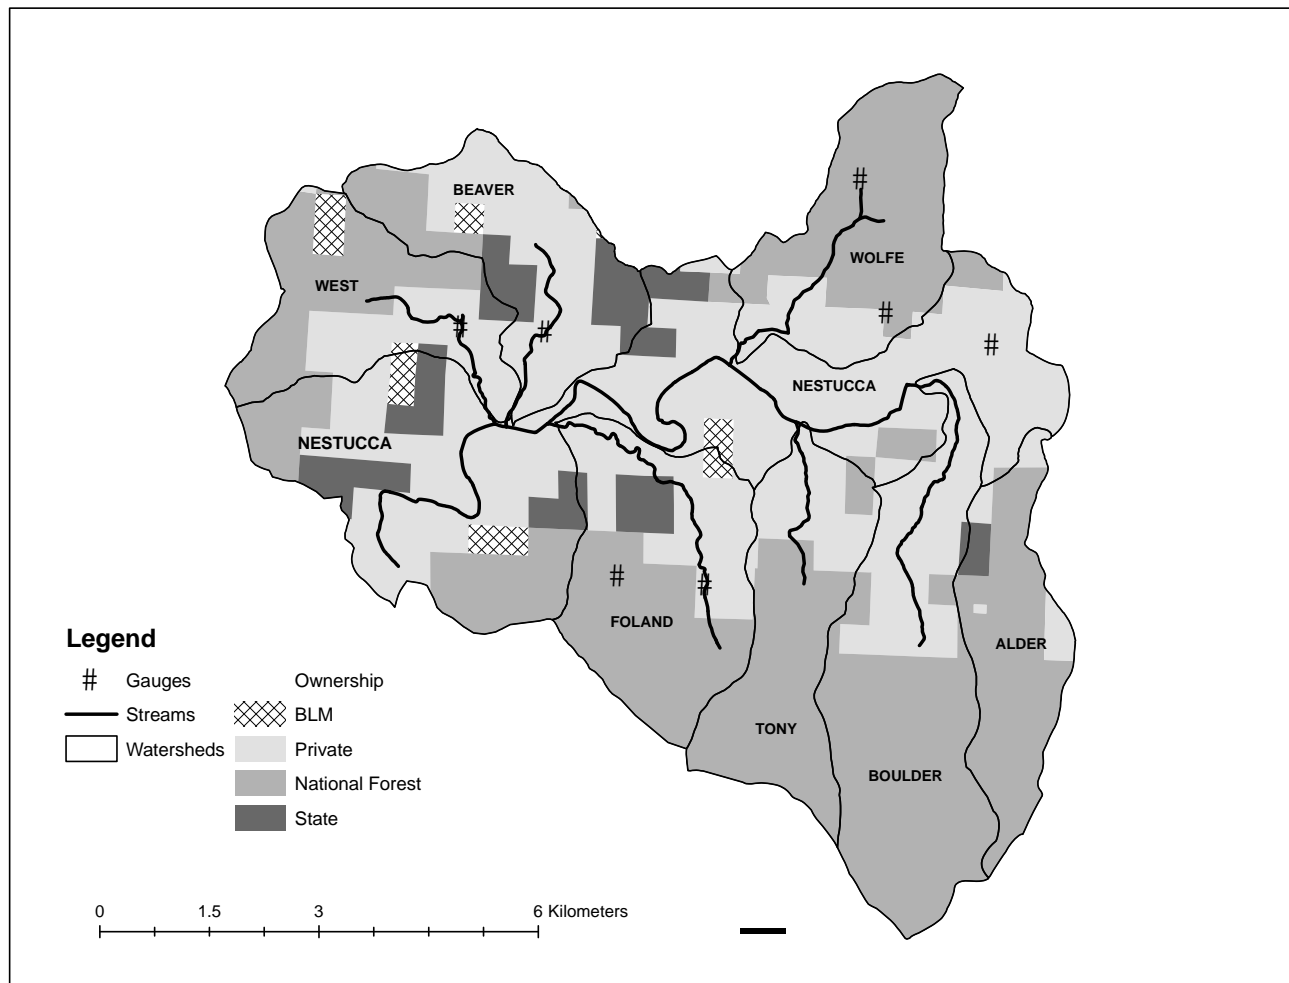 BEAVER
WOLFE
WEST
NESTUCCA
NESTUCCA
FOLAND
ALDER
TONY
BOULDER
Legend
# Gauges
Streams
Watersheds
Ownership
BLM
Private
National Forest
State
0 1.5 3 6 Kilometers